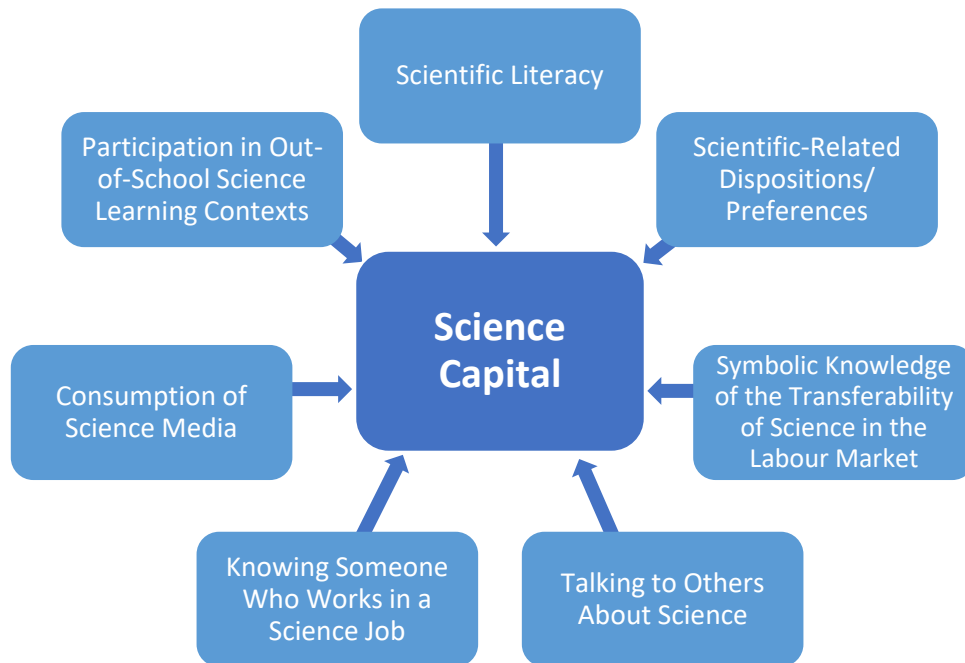 Scientific Literacy
Participation in Out-
of-School Science
Learning Contexts
Scientific-Related
Dispositions/
Preferences
Science
Capital
Consumption of
Science Media
Symbolic Knowledge
of the Transferability
of Science in the
Labour Market
Knowing Someone
Who Works in a
Science Job
Talking to Others
About Science